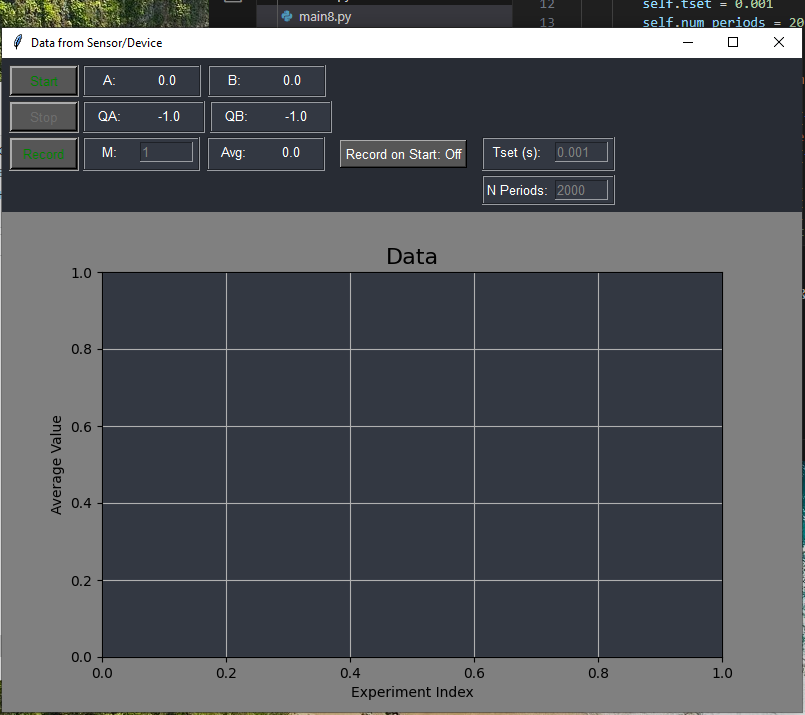 main8.py
12 self.tset = 0.001
13 self.num_periods = 20
Data from Sensor/Device
Start A: 0.0 B: 0.0
Stop QA: -1.0 QB: -1.0
Record M: 1 Avg: 0.0 Record on Start: Off Tset (s): 0.001
N Periods: 2000
Data
1.0
0.8
0.6
0.4
0.2
0.0
Average Value
0.0 0.2 0.4 0.6 0.8 1.0
Experiment Index